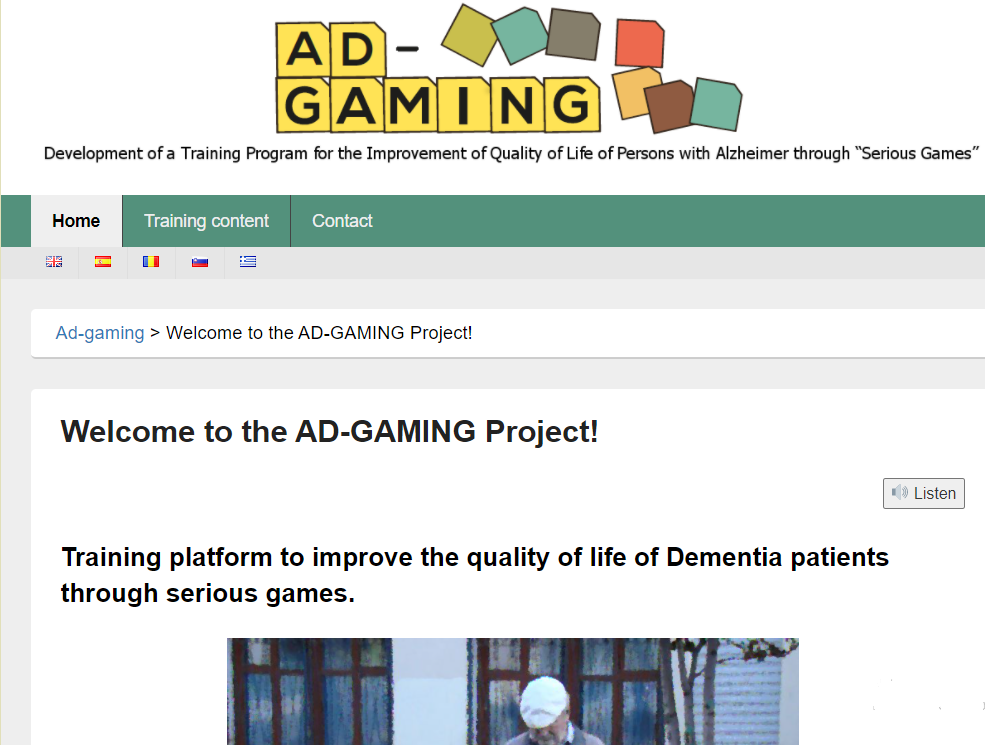 AD-
GAMING
Development of a Training Program for the Improvement of Quality of Life of Persons with Alzheimer through “Serious Games”
Home Training content Contact
Ad-gaming > Welcome to the AD-GAMING Project!
Welcome to the AD-GAMING Project!
Listen
Training platform to improve the quality of life of Dementia patients
through serious games.